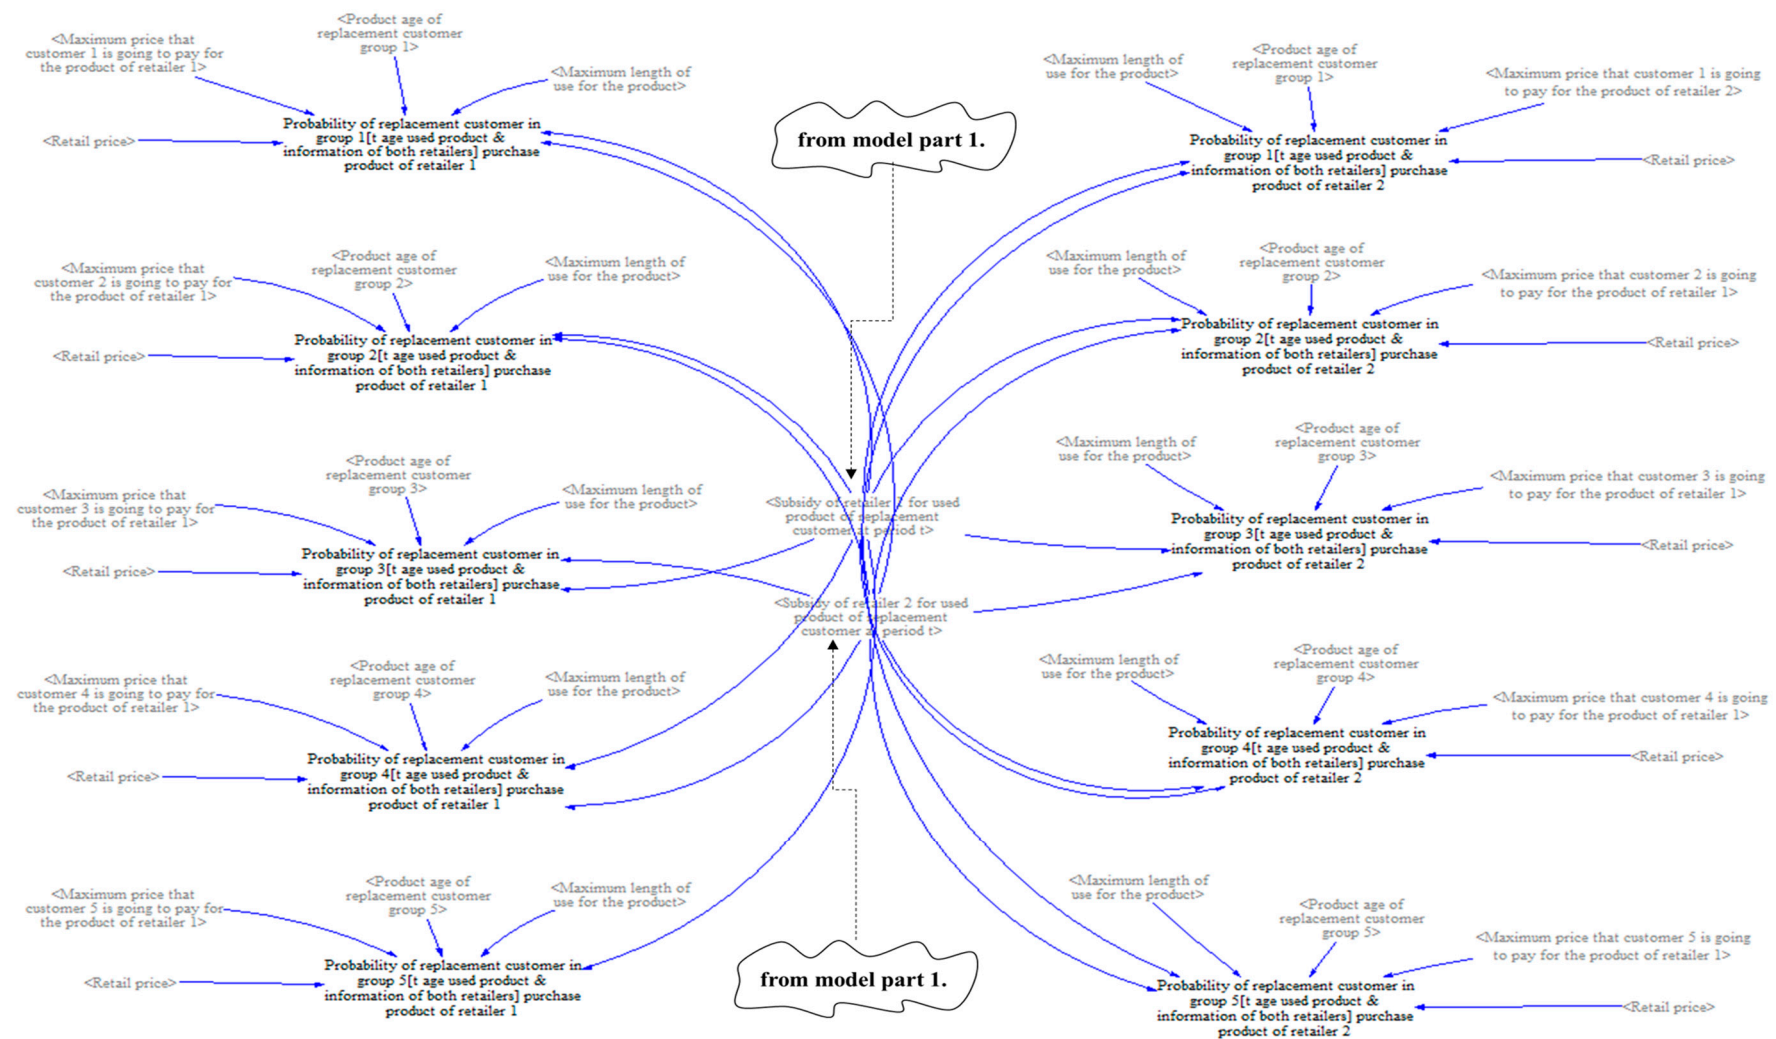 <Maximum price that
customer 1 is going to pay for
the product of retailer 1>
<Product age of
replacement customer
group 1>
<Maximum length of
use for the product>
<Retail price>
Probability of replacement customer in
group 1[t age used product &
information of both retailers] purchase
product of retailer 1
from model part 1.
<Maximum length of
use for the product>
<Product age of
replacement customer
group 1>
<Maximum price that customer 1 is going
to pay for the product of retailer 2>
Probability of replacement customer in
group 1[t age used product &
information of both retailers] purchase
product of retailer 2
<Retail price>
<Maximum price that
customer 2 is going to pay for
the product of retailer 1>
<Product age of
replacement customer
group 2>
<Maximum length of
use for the product>
<Retail price>
Probability of replacement customer in
group 2[t age used product &
information of both retailers] purchase
product of retailer 1
<Maximum length of
use for the product>
<Product age of
replacement customer
group 2>
<Maximum price that customer 2 is going
to pay for the product of retailer 1>
Probability of replacement customer in
group 2[t age used product &
information of both retailers] purchase
product of retailer 2
<Retail price>
<Maximum price that
customer 3 is going to pay for
the product of retailer 1>
<Product age of
replacement customer
group 3>
<Maximum length of
use for the product>
<Retail price>
Probability of replacement customer in
group 3[t age used product &
information of both retailers] purchase
product of retailer 1
<Subsidy of retailer 2 for used
product of replacement
customer at period t>
<Subsidy of retailer 2 for used
product of replacement
customer at period t>
<Maximum length of
use for the product>
<Product age of
replacement customer
group 3>
<Maximum price that customer 3 is going
to pay for the product of retailer 1>
Probability of replacement customer in
group 3[t age used product &
information of both retailers] purchase
product of retailer 2
<Retail price>
<Maximum price that
customer 4 is going to pay for
the product of retailer 1>
<Product age of
replacement customer
group 4>
<Maximum length of
use for the product>
<Retail price>
Probability of replacement customer in
group 4[t age used product &
information of both retailers] purchase
product of retailer 1
<Maximum length of
use for the product>
<Product age of
replacement customer
group 4>
<Maximum price that customer 4 is going
to pay for the product of retailer 1>
Probability of replacement customer in
group 4[t age used product &
information of both retailers] purchase
product of retailer 2
<Retail price>
<Maximum price that
customer 5 is going to pay for
the product of retailer 1>
<Product age of
replacement customer
group 5>
<Maximum length of
use for the product>
<Retail price>
Probability of replacement customer in
group 5[t age used product &
information of both retailers] purchase
product of retailer 1
from model part 1.
<Maximum length of
use for the product>
<Product age of
replacement customer
group 5>
<Maximum price that customer 5 is going
to pay for the product of retailer 1>
Probability of replacement customer in
group 5[t age used product &
information of both retailers] purchase
product of retailer 2
<Retail price>